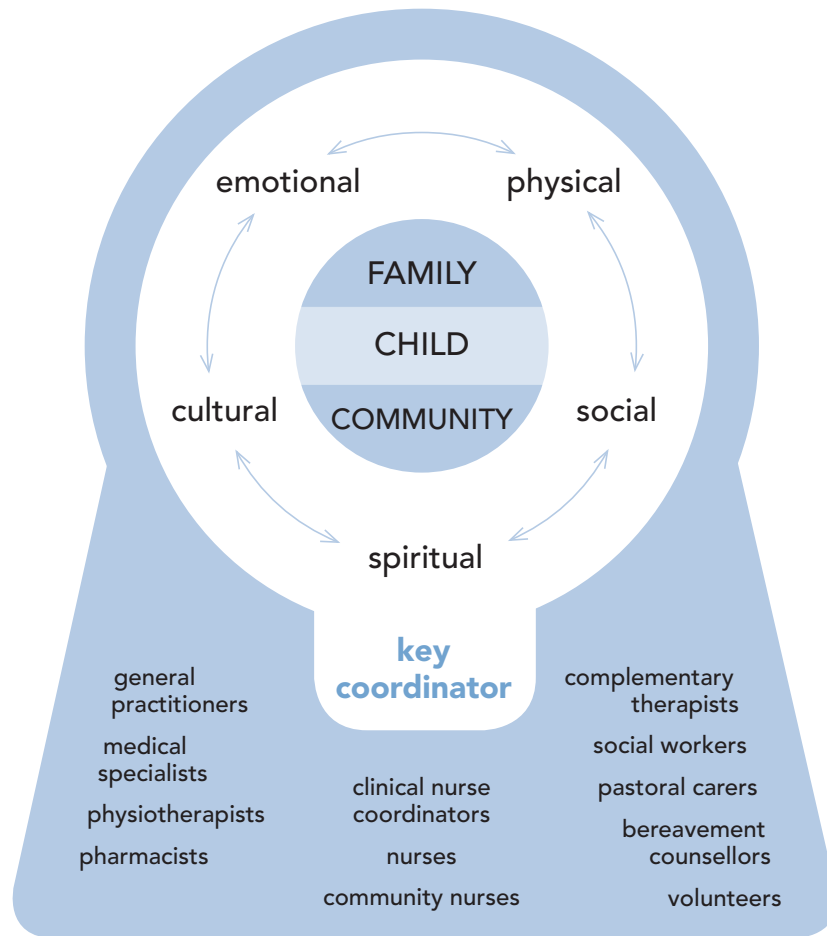 emotional
physical
FAMILY
CHILD
COMMUNITY
cultural
social
spiritual
key
coordinator
general
practitioners
medical
specialists
physiotherapists
pharmacists
clinical nurse
coordinators
nurses
community nurses
complementary
therapists
social workers
pastoral carers
bereavement
counsellors
volunteers